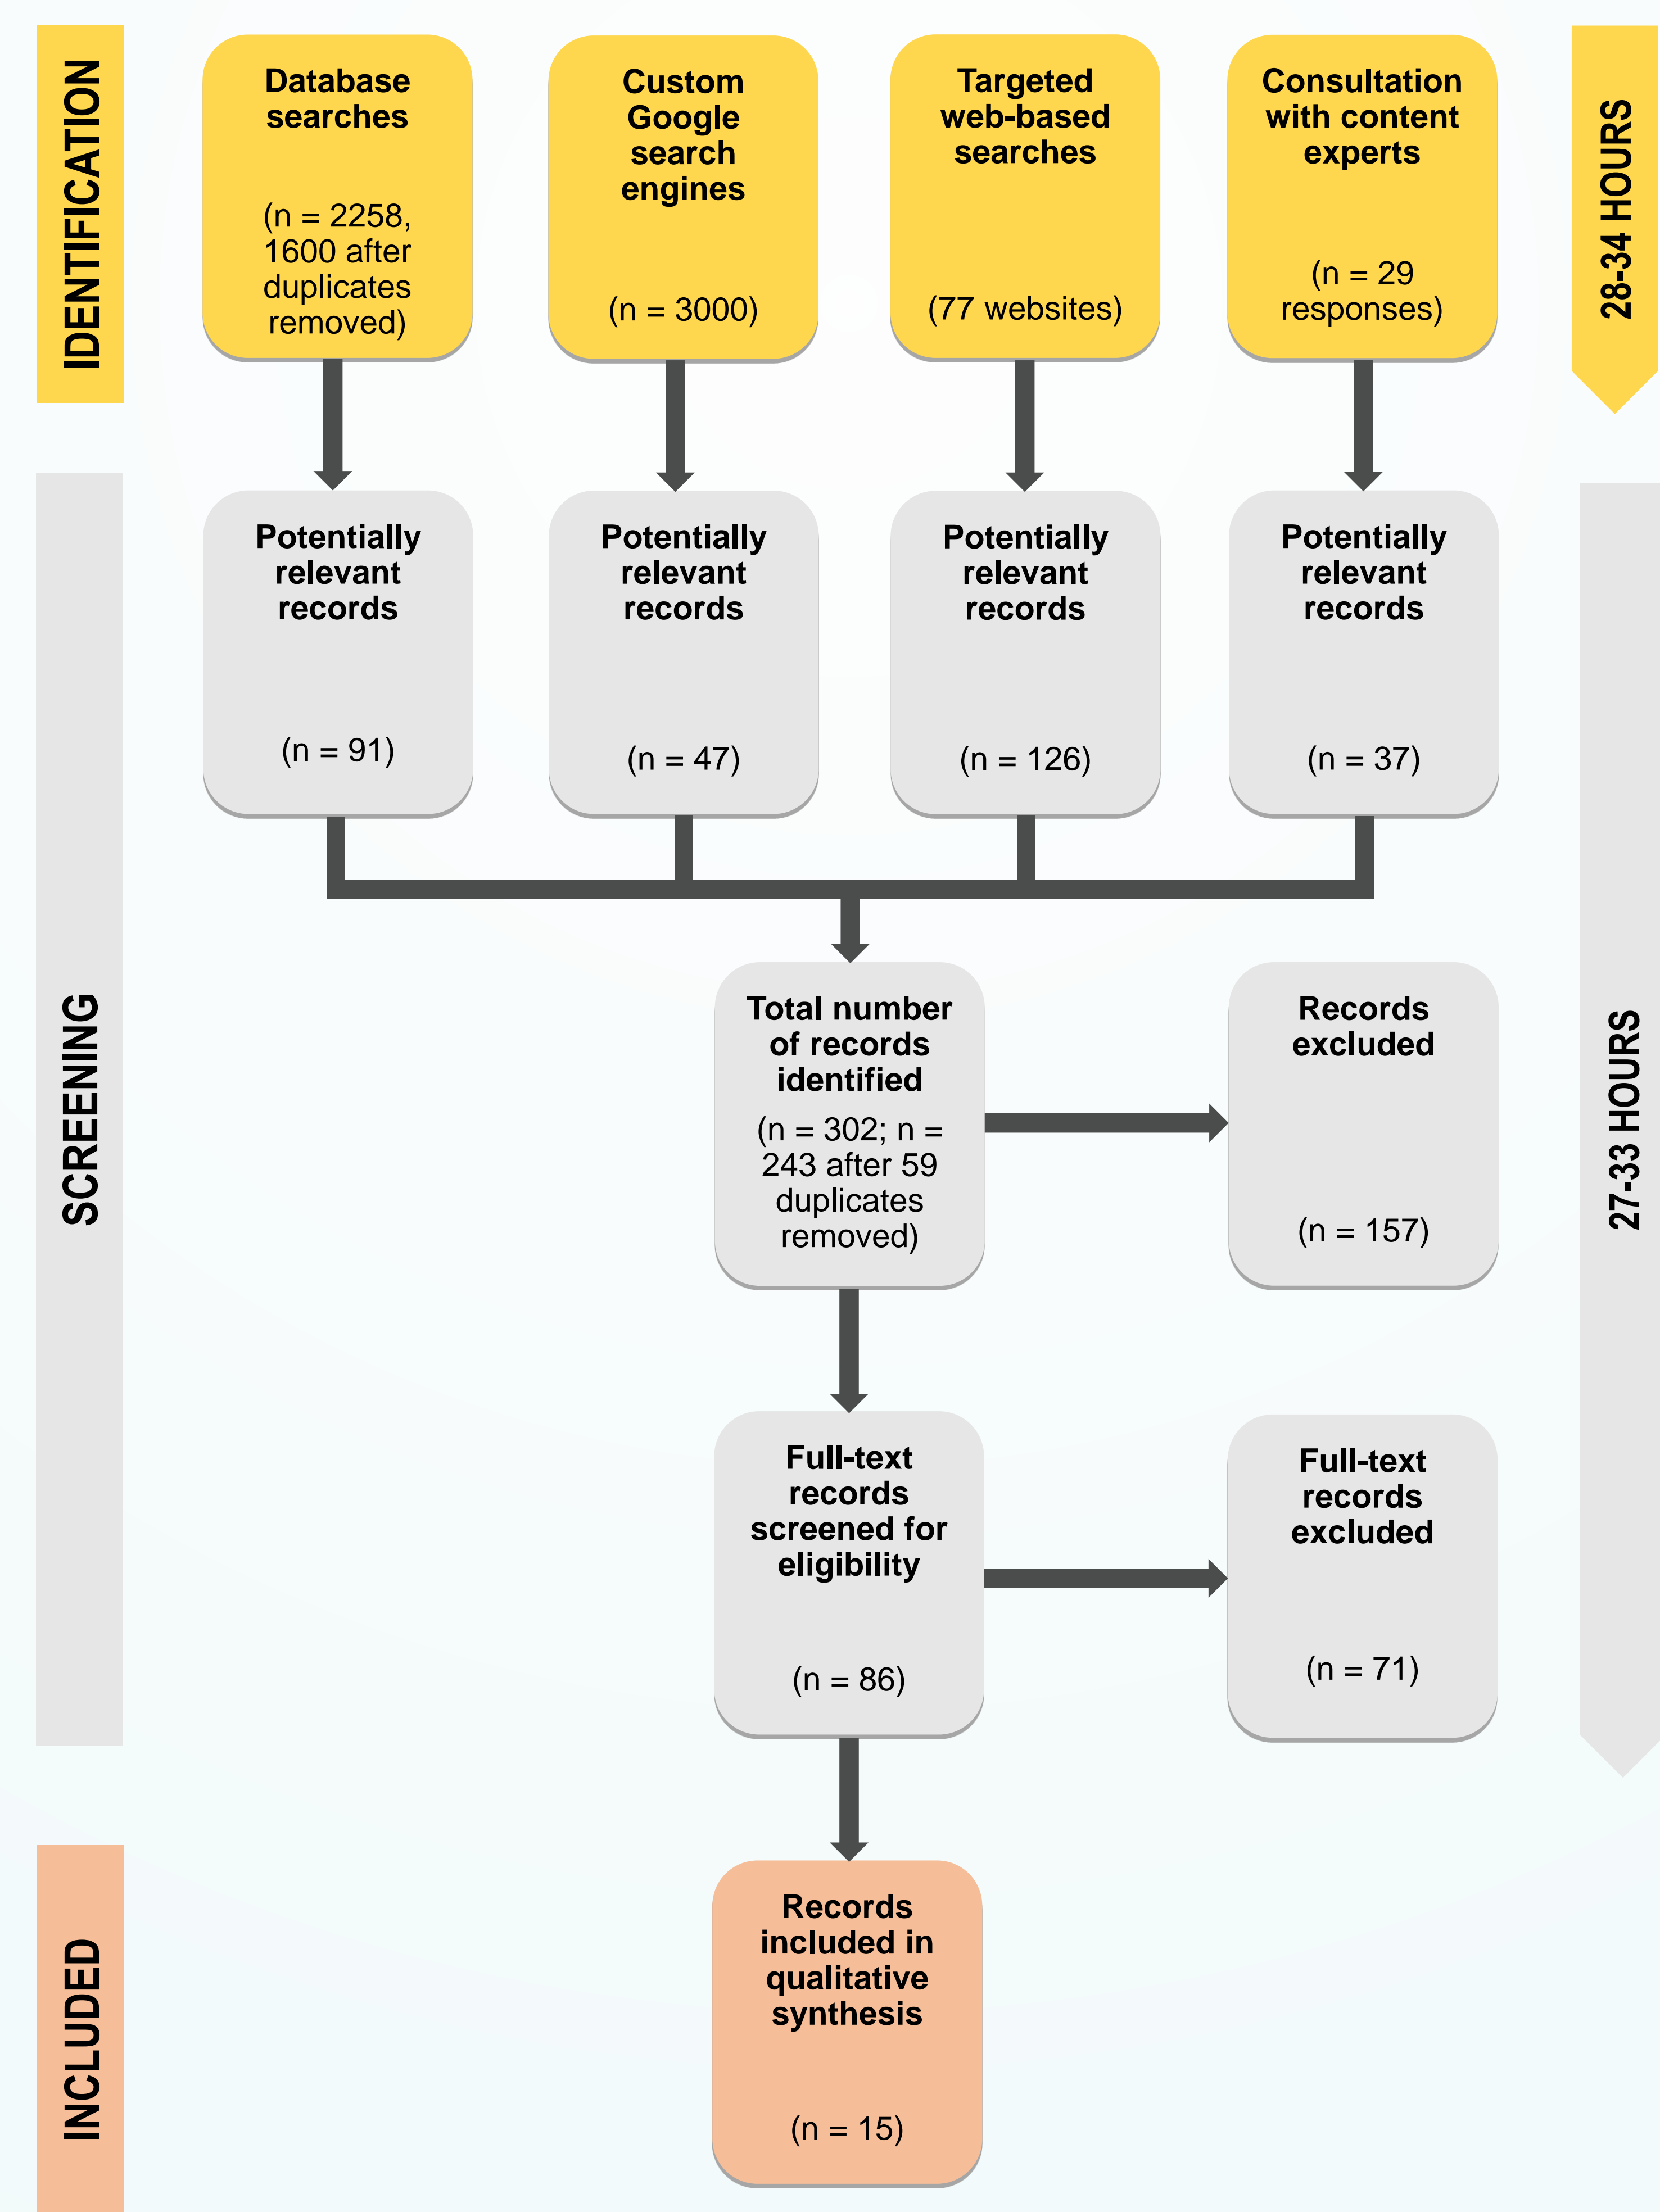 IDENTIFICATION
Database
searches
(n = 2258,
1600 after
duplicates
removed)
Custom
Google
search
engines
(n = 3000)
Targeted
web-based
searches
(77 websites)
Consultation
with content
experts
(n = 29
responses)
28-34 HOURS
SCREENING
Potentially
relevant
records
(n = 91)
Potentially
relevant
records
(n = 47)
Potentially
relevant
records
(n = 126)
Potentially
relevant
records
(n = 37)
27-33 HOURS
Total number
of records
identified
(n = 302; n =
243 after 59
duplicates
removed)
Records
excluded
(n = 157)
Full-text
records
screened for
eligibility
(n = 86)
Full-text
records
excluded
(n = 71)
INCLUDED
Records
included in
qualitative
synthesis
(n = 15)